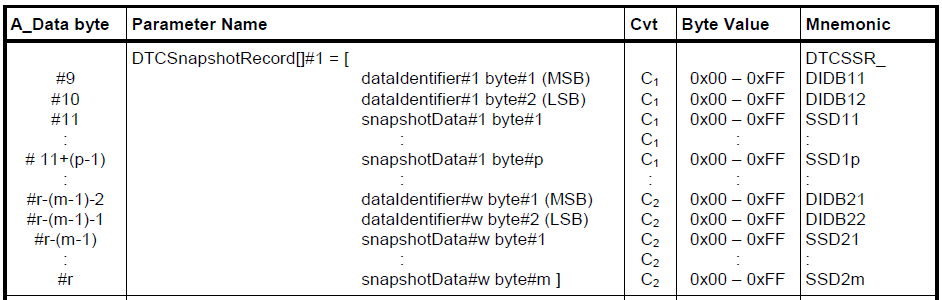 A_Data byte Parameter Name Cvt Byte Value Mnemonic
DTCSnapshotRecord[]#1 = [ DTCSSR_
#9 dataIdentifier#1 byte#1 (MSB) C1 0x00 – 0xFF DIDB11
#10 dataIdentifier#1 byte#2 (LSB) C1 0x00 – 0xFF DIDB12
#11 snapshotData#1 byte#1 C1 0x00 – 0xFF SSD11
: : C1 : :
# 11+(p-1) snapshotData#1 byte#p C1 0x00 – 0xFF SSD1p
: : : : :
#r-(m-1)-2 dataIdentifier#w byte#1 (MSB) C2 0x00 – 0xFF DIDB21
#r-(m-1)-1 dataIdentifier#w byte#2 (LSB) C2 0x00 – 0xFF DIDB22
#r-(m-1) snapshotData#w byte#1 C2 0x00 – 0xFF SSD21
: : C2 : :
#r snapshotData#w byte#m ] C2 0x00 – 0xFF SSD2m